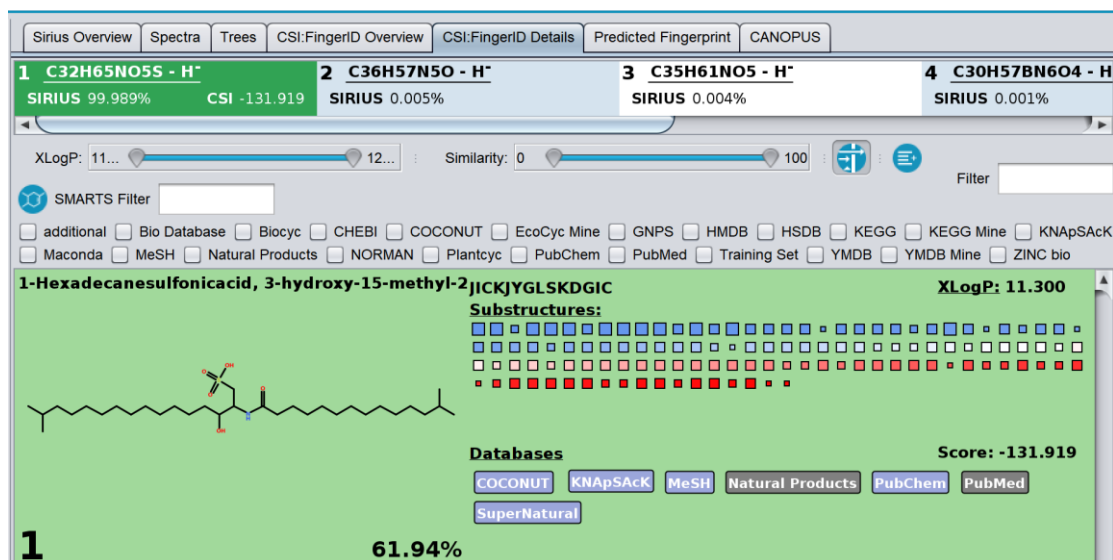 Sirius Overview Spectra Trees CSI:FingerID Overview CSI:FingerID Details Predicted Fingerprint CANOPUS
1 C32H65NO5S - H⁻ 2 C36H57N5O - H⁻ 3 C35H61NO5 - H⁻ 4 C30H57BN6O4 - H
SIRIUS 99.989% CSI -131.919 SIRIUS 0.005% SIRIUS 0.004% SIRIUS 0.001%
XLogP: 11... 12... Similarity: 0 100
Filter
SMARTS Filter
additional Bio Database Biocyc CHEBI COCONUT EcoCyc Mine GNPS HMDB HSDB KEGG KEGG Mine KNApSAcK
Maconda MeSH Natural Products NORMAN Plantcyc PubChem PubMed Training Set YMDB YMDB Mine ZINC bio
1-Hexadecanesulfonicacid, 3-hydroxy-15-methyl-2 JICKJYGLSKDGIC XLogP: 11.300
Substructures:
O OH
O
O
N
H
OH
Databases Score: -131.919
COCONUT KNApSAcK MeSH Natural Products PubChem PubMed
SuperNatural
1 61.94%